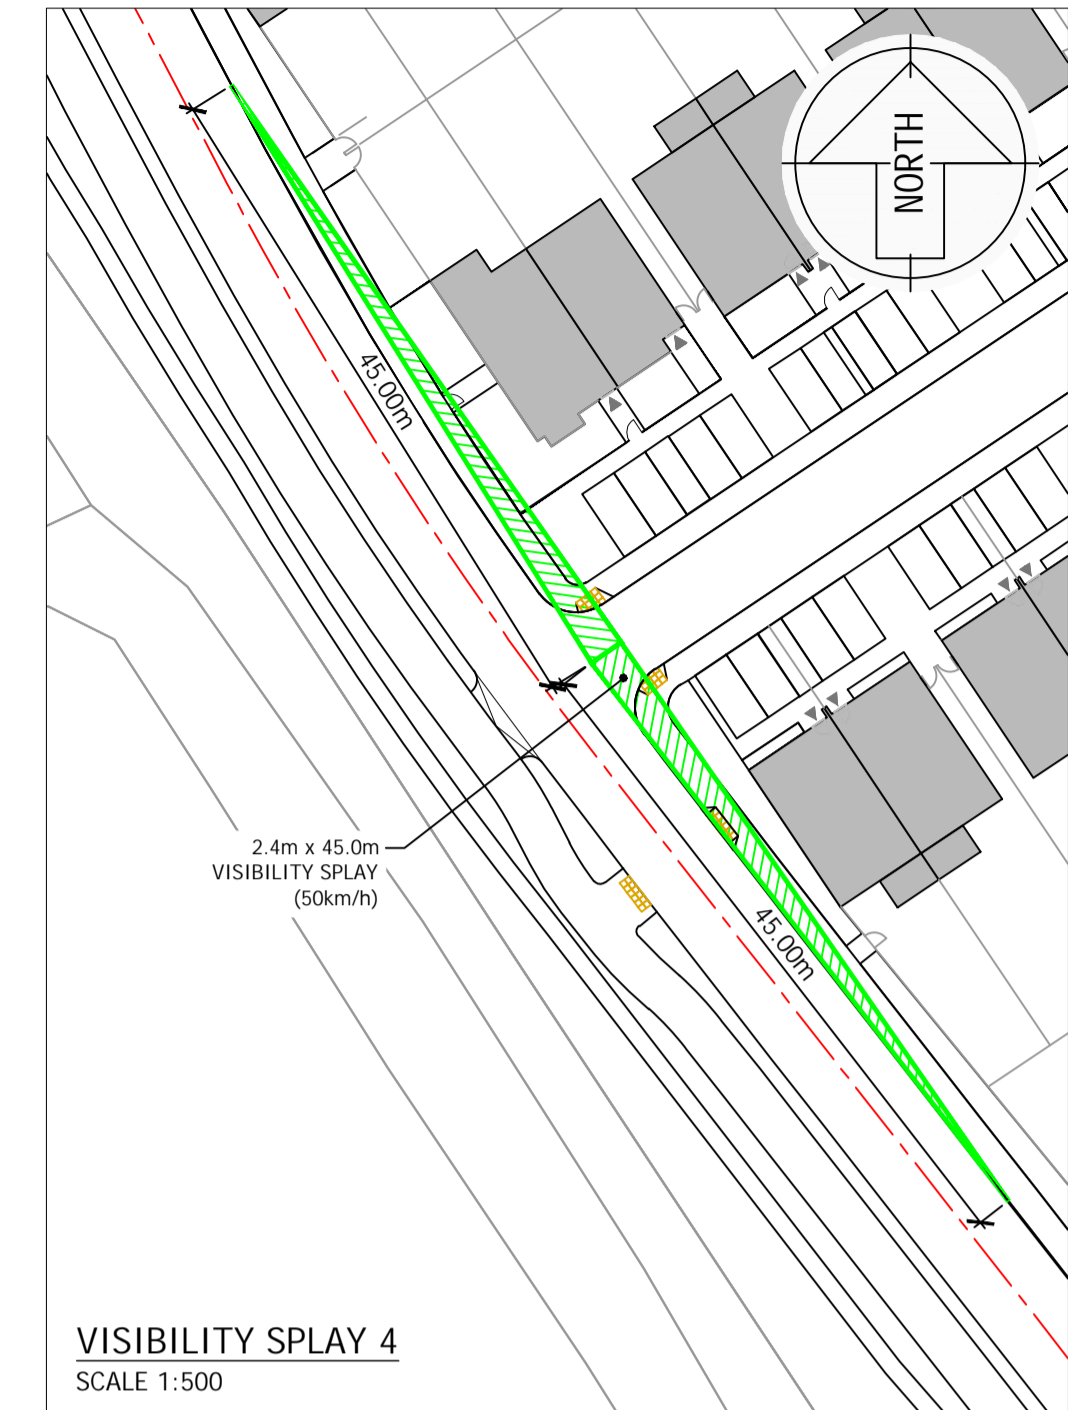 NORTH
45.00m
2.4m x 45.0m
VISIBILITY SPLAY
(50km/h)
45.00m
VISIBILITY SPLAY 4
SCALE 1:500